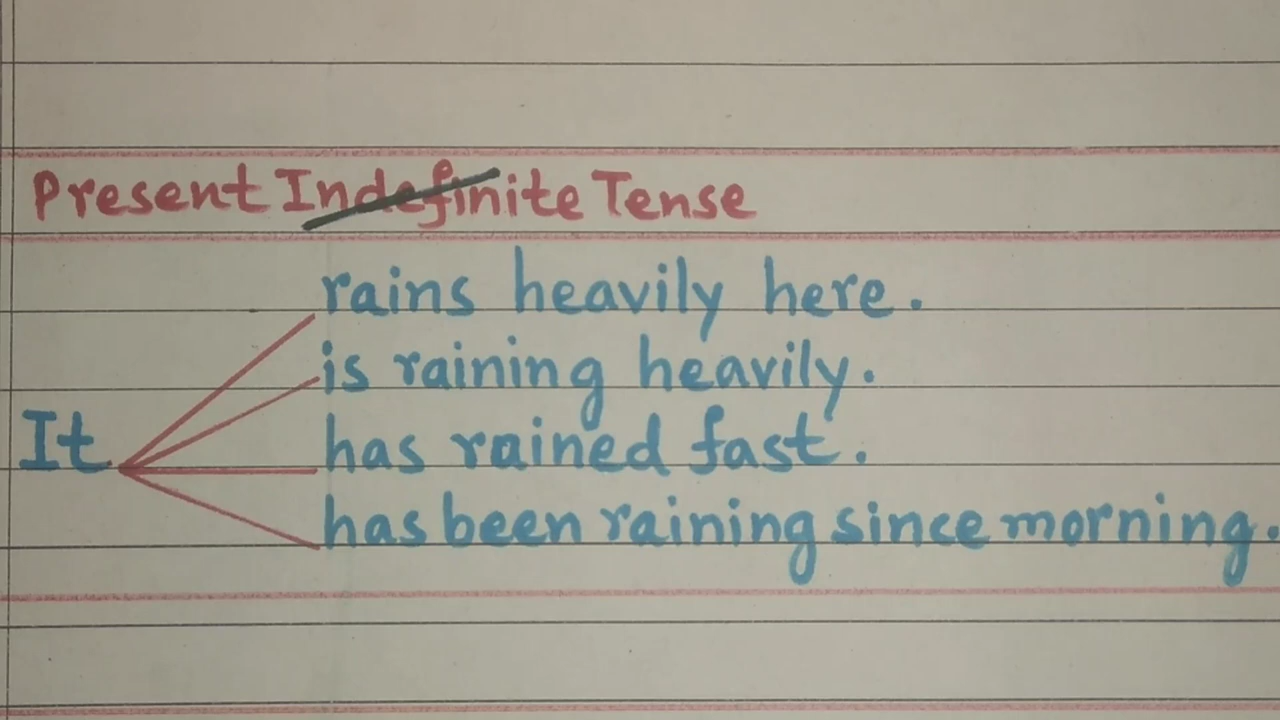 Present Indefinite Tense
rains heavily here.
is raining heavily.
It
has rained fast.
has been raining since morning.